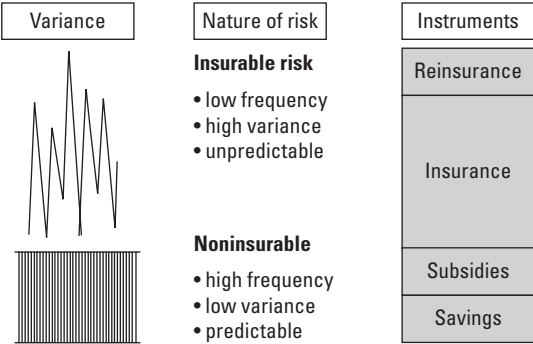 Variance
Nature of risk
Instruments
Insurable risk
• low frequency
• high variance
• unpredictable
Noninsurable
• high frequency
• low variance
• predictable
Reinsurance
Insurance
Subsidies
Savings